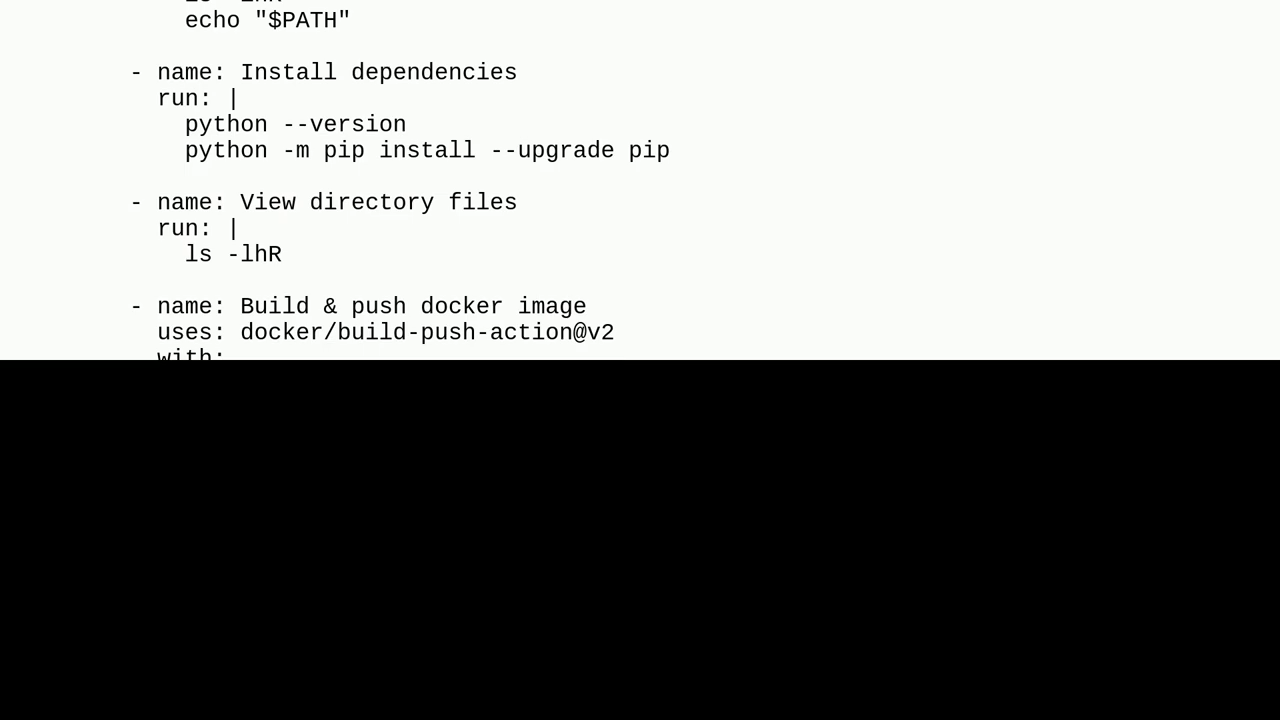 echo "$PATH"
- name: Install dependencies
run: |
python --version
python -m pip install --upgrade pip
- name: View directory files
run: |
ls -lhR
- name: Build & push docker image
uses: docker/build-push-action@v2
with: